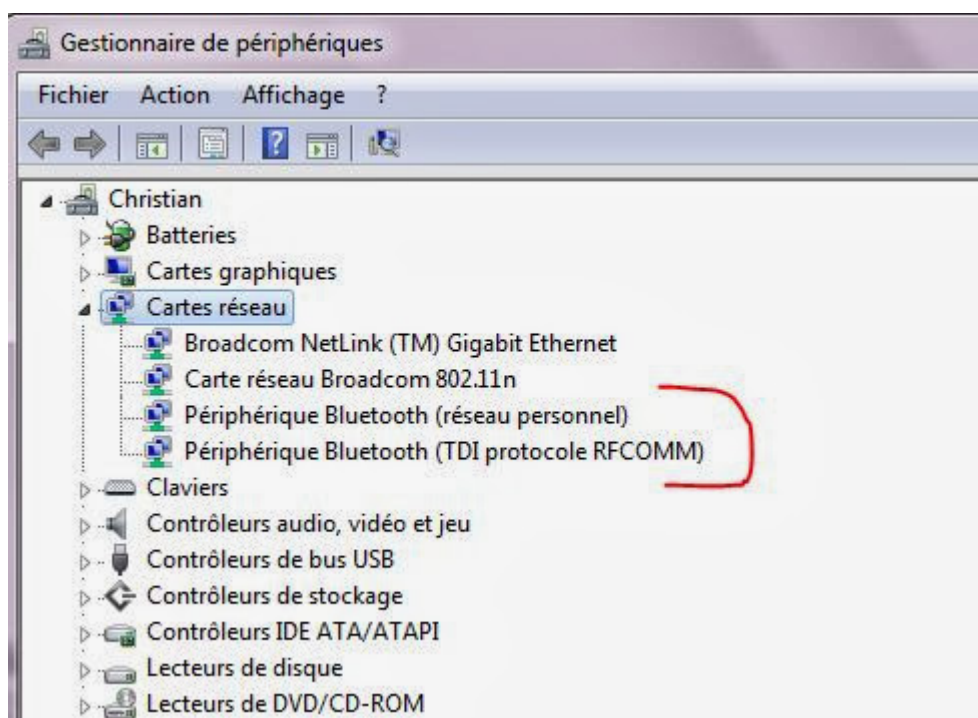 Gestionnaire de périphériques
Fichier Action Affichage ?
Christian
Batteries
Cartes graphiques
Cartes réseau
Broadcom NetLink (TM) Gigabit Ethernet
Carte réseau Broadcom 802.11n
Périphérique Bluetooth (réseau personnel)
Périphérique Bluetooth (TDI protocole RFCOMM)
Claviers
Contrôleurs audio, vidéo et jeu
Contrôleurs de bus USB
Contrôleurs de stockage
Contrôleurs IDE ATA/ATAPI
Lecteurs de disque
Lecteurs de DVD/CD-ROM